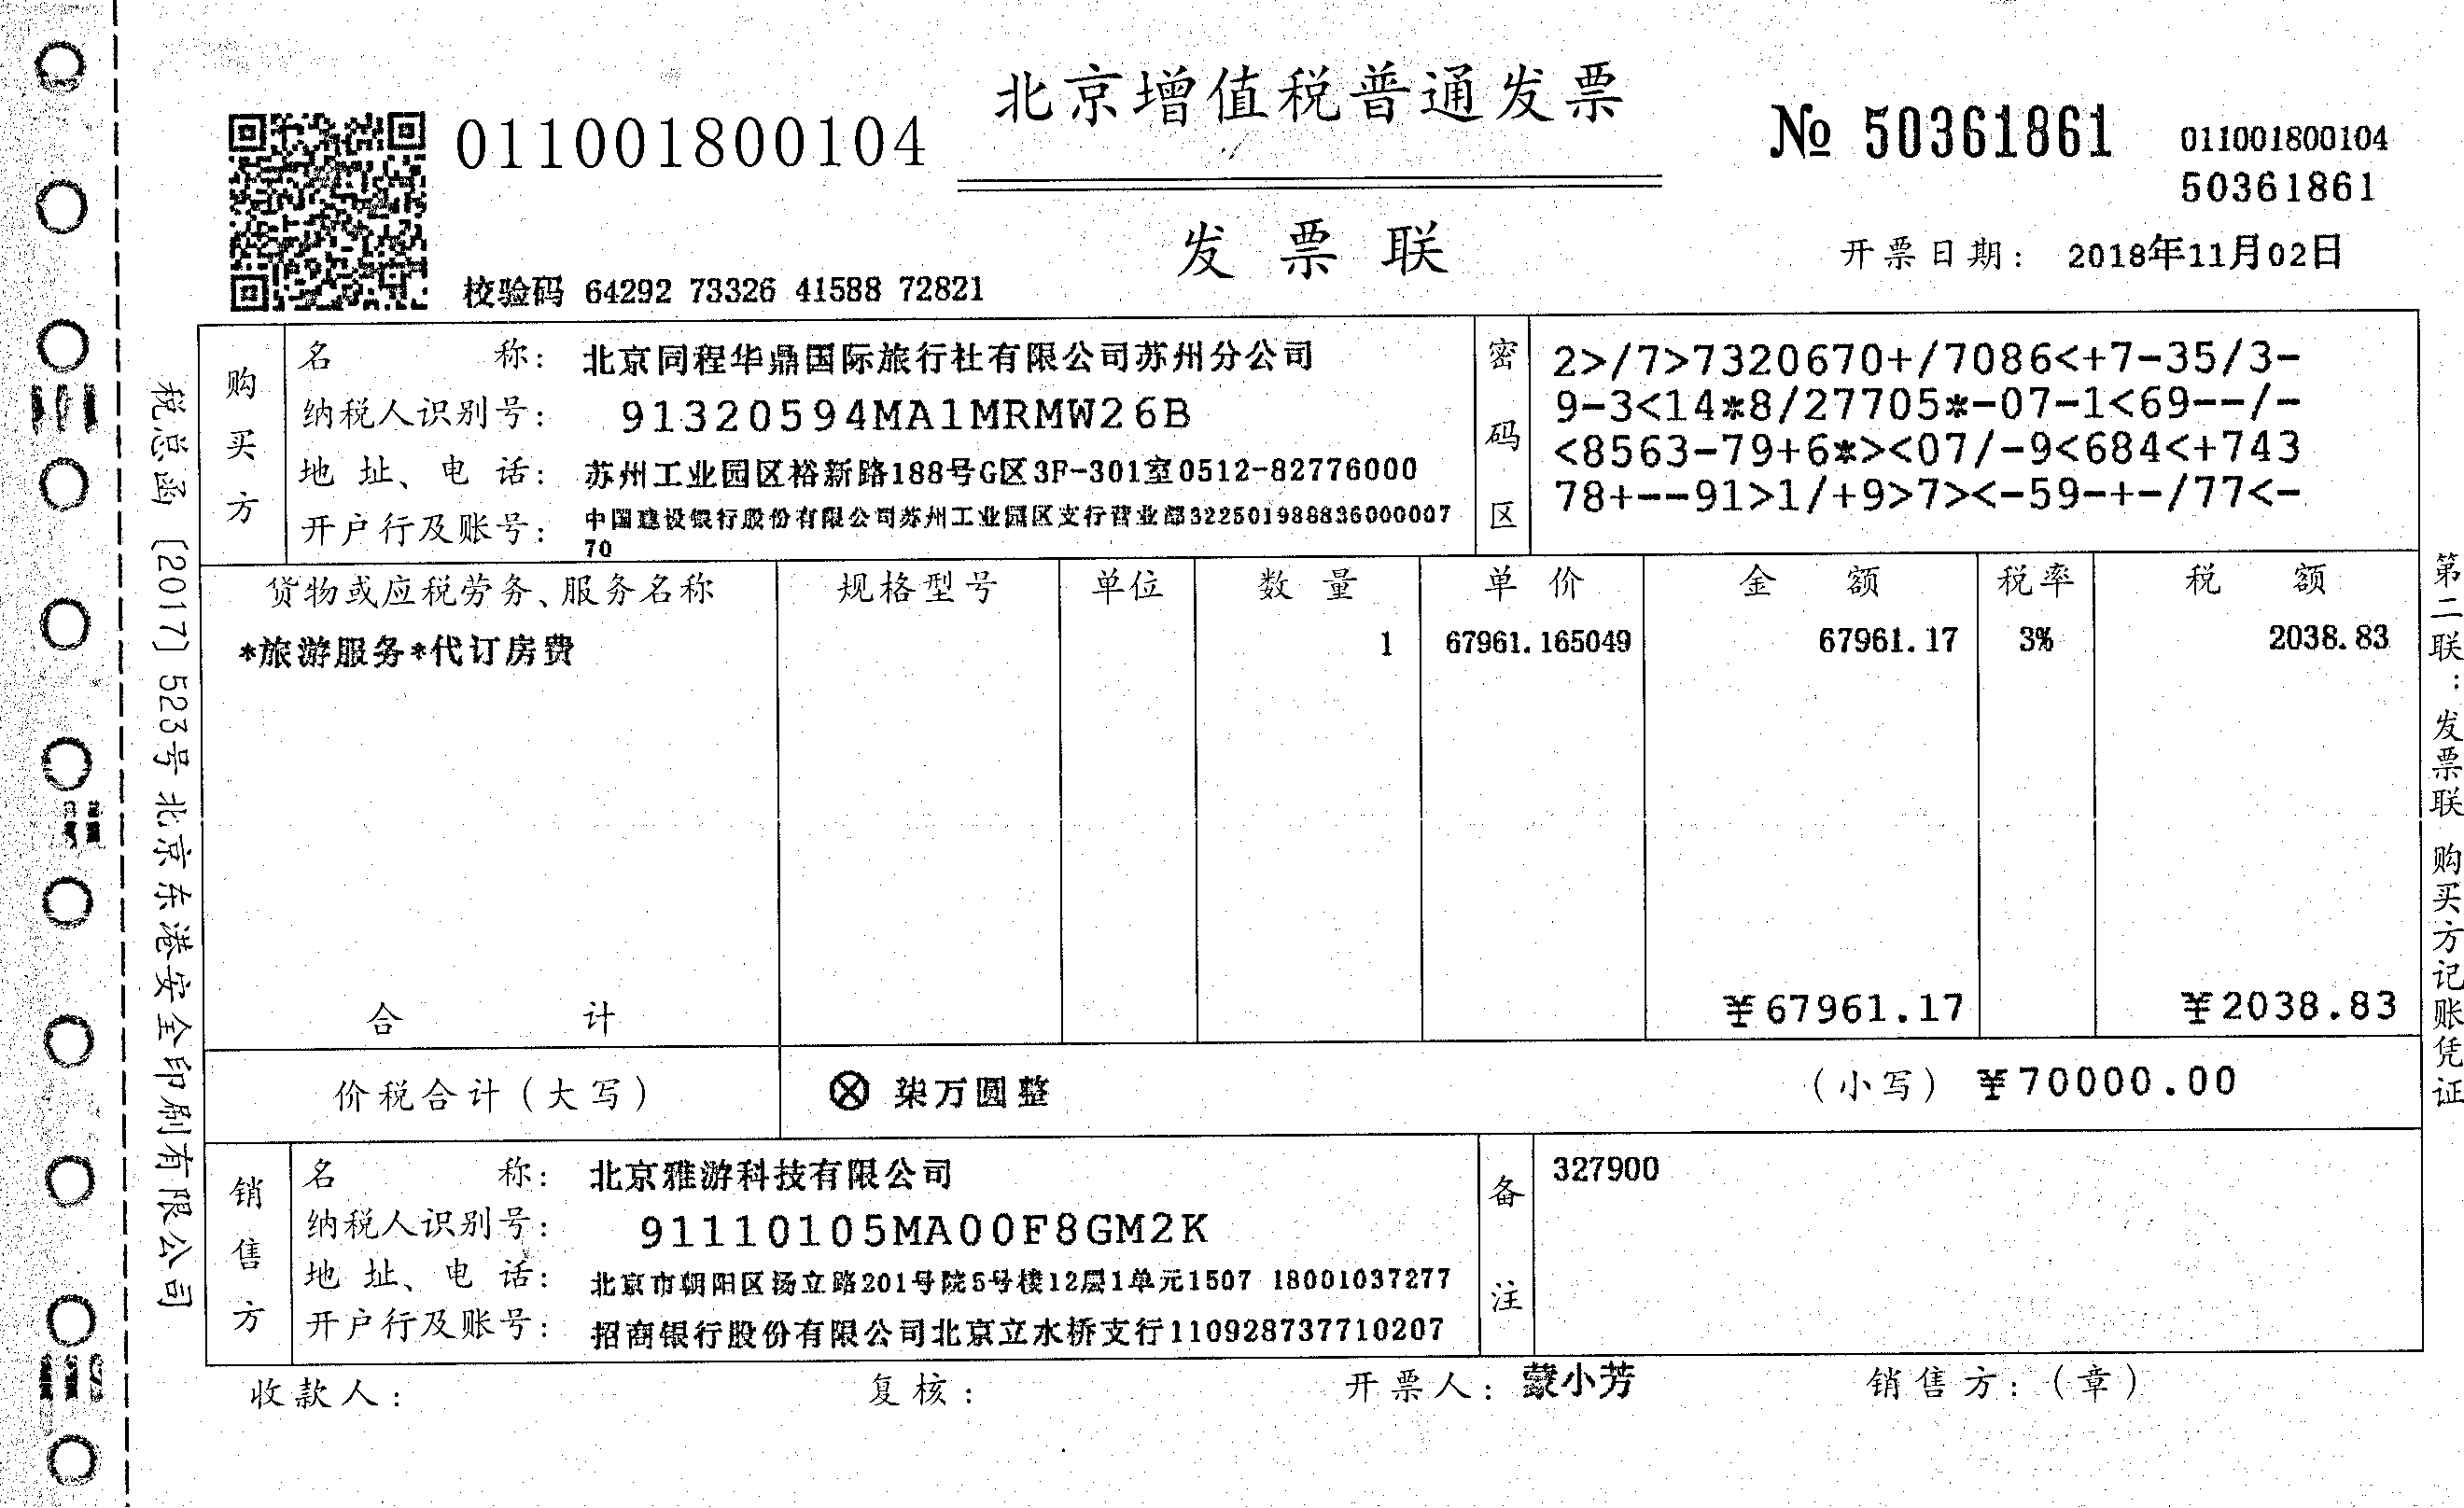 北京增值税普通发票
011001800104
№ 50361861
011001800104
50361861
发票联
开票日期： 2018年11月02日
校验码 64292 73326 41588 72821
购买方
名称： 北京同程华鼎国际旅行社有限公司苏州分公司
纳税人识别号： 91320594MA1MRMW26B
地址、电话： 苏州工业园区裕新路188号G区3F-301室0512-82776000
开户行及账号： 中国建设银行股份有限公司苏州工业园区支行营业部3225019888360000007
70
密码区
2>/7>7320670+/7086<+7-35/3-
9-3<14*8/27705*-07-1<69--/-
<8563-79+6*><07/-9<684<+743
78+--91>1/+9>7><-59-+-/77<-
货物或应税劳务、服务名称 规格型号 单位 数量 单价 金额 税率 税额
*旅游服务*代订房费 1 67961.165049 67961.17 3% 2038.83
合计 ¥67961.17 ¥2038.83
价税合计（大写） ⊗ 柒万圆整 （小写） ¥70000.00
销售方
名称： 北京雅游科技有限公司
纳税人识别号： 91110105MA00F8GM2K
地址、电话： 北京市朝阳区汤立路201号院5号楼12层1单元1507 18001037277
开户行及账号： 招商银行股份有限公司北京立水桥支行110928737710207
备注
327900
收款人： 复核： 开票人： 蒙小芳 销售方：（章）
税总函〔2017〕523号北京东港安全印刷有限公司
第二联：发票联 购买方记账凭证